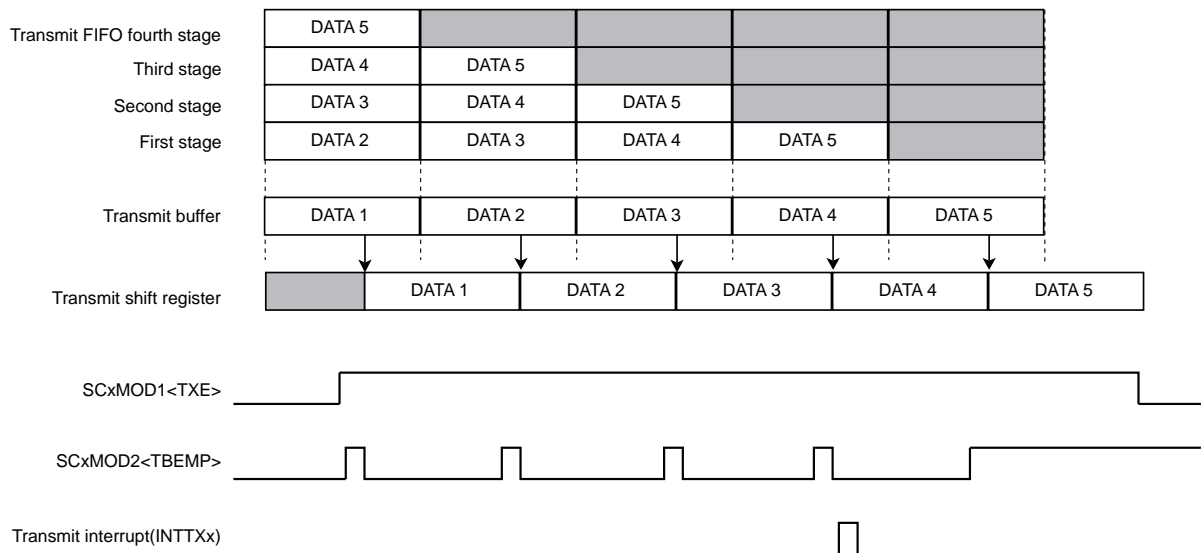 Transmit FIFO fourth stage DATA 5
Third stage DATA 4 DATA 5
Second stage DATA 3 DATA 4 DATA 5
First stage DATA 2 DATA 3 DATA 4 DATA 5
Transmit buffer DATA 1 DATA 2 DATA 3 DATA 4 DATA 5
Transmit shift register DATA 1 DATA 2 DATA 3 DATA 4 DATA 5
SCxMOD1<TXE>
SCxMOD2<TBEMP>
Transmit interrupt(INTTXx)